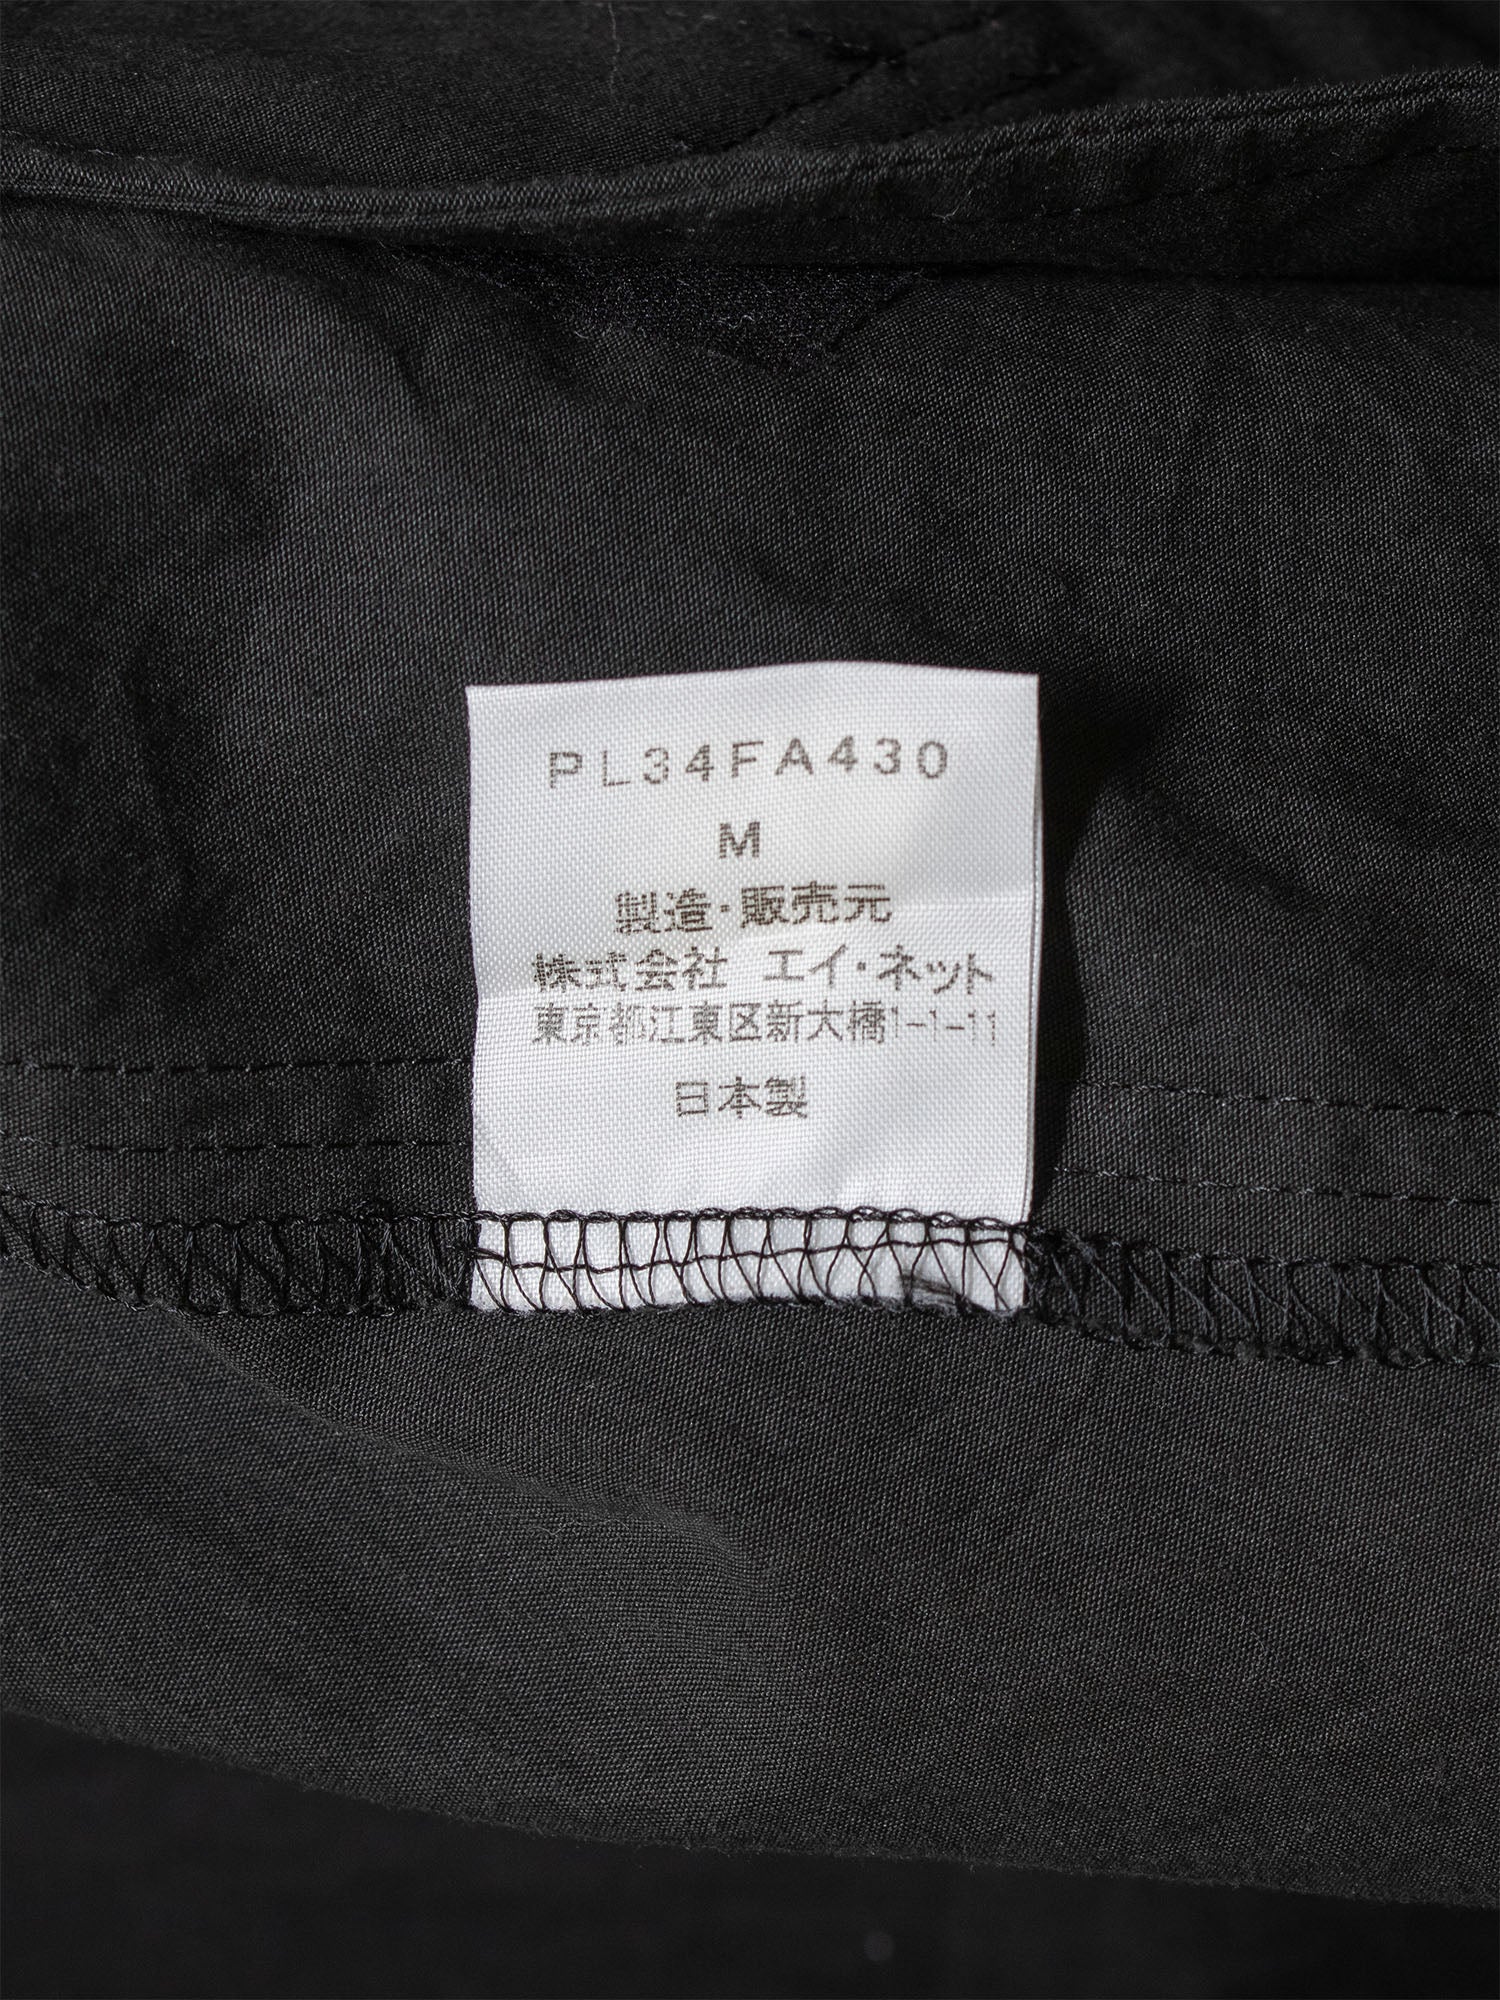 PL34FA430
M
製造・販売元
株式会社 エイ・ネット
東京都江東区新大橋1-1-11
日本製